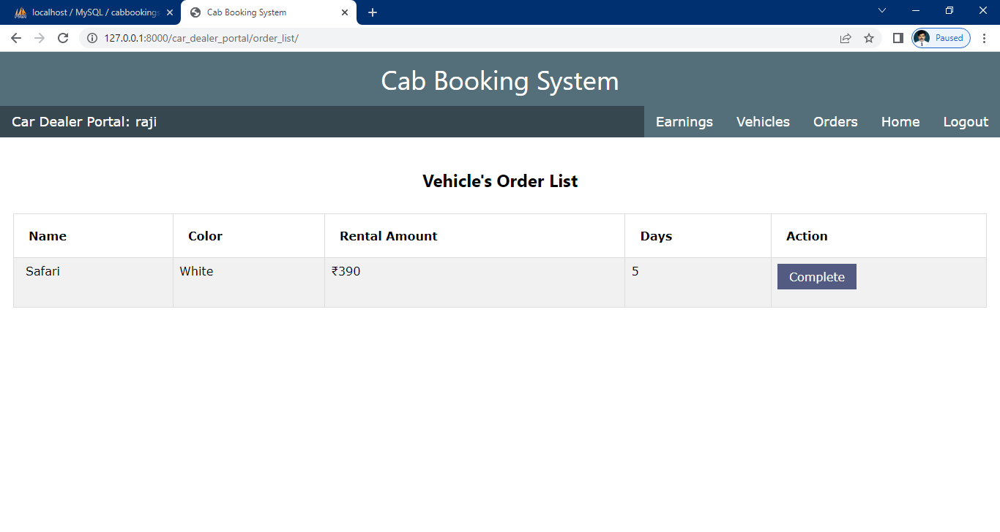 localhost / MySQL / cabbookings
Cab Booking System
127.0.0.1:8000/car_dealer_portal/order_list/
Paused
Cab Booking System
Car Dealer Portal: raji
Earnings Vehicles Orders Home Logout
Vehicle's Order List
Name Color Rental Amount Days Action
Safari White ₹390 5 Complete